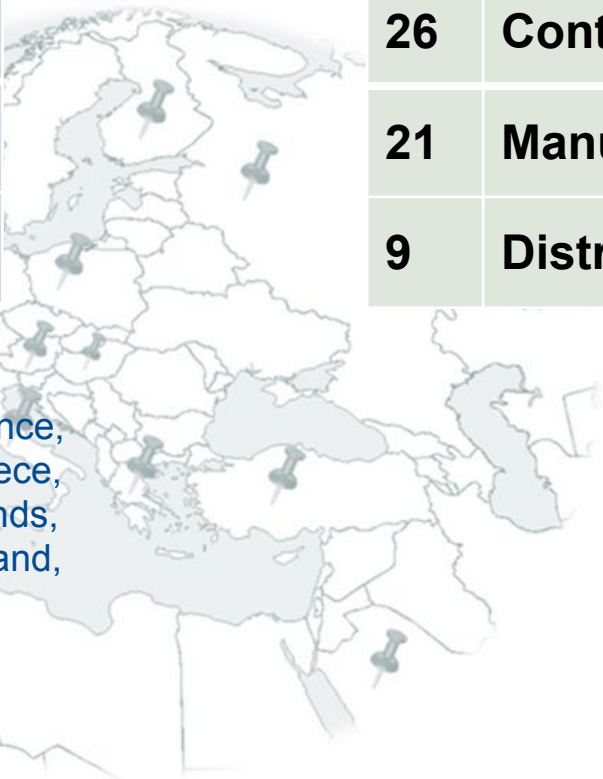 26 Cont
21 Manu
9 Distr
nce,
ece,
nds,
and,